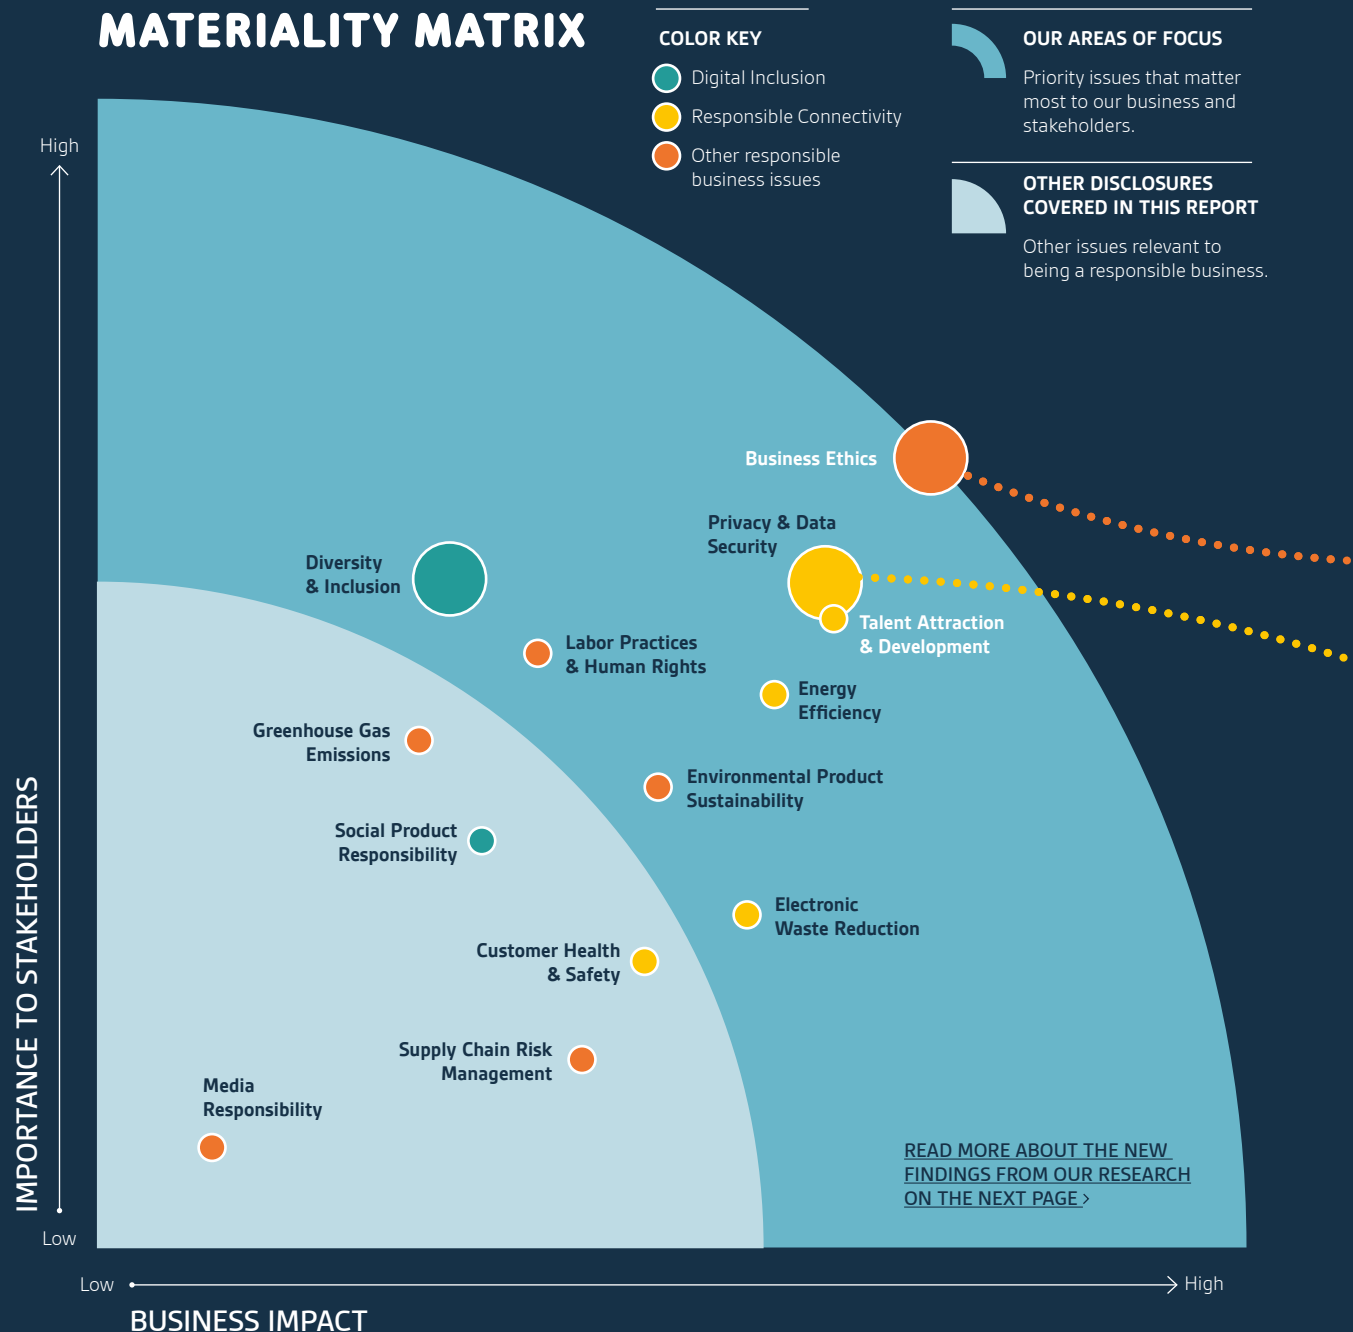 MATERIALITY MATRIX
COLOR KEY
Digital Inclusion
Responsible Connectivity
Other responsible
business issues
OUR AREAS OF FOCUS
Priority issues that matter
most to our business and
stakeholders.
OTHER DISCLOSURES
COVERED IN THIS REPORT
Other issues relevant to
being a responsible business.
High
Business Ethics
Privacy & Data
Security
Diversity
& Inclusion
Talent Attraction
& Development
Labor Practices
& Human Rights
Energy
Efficiency
Greenhouse Gas
Emissions
Environmental Product
Sustainability
Social Product
Responsibility
Electronic
Waste Reduction
Customer Health
& Safety
Supply Chain Risk
Management
Media
Responsibility
IMPORTANCE TO STAKEHOLDERS
READ MORE ABOUT THE NEW
FINDINGS FROM OUR RESEARCH
ON THE NEXT PAGE >
Low
Low
High
BUSINESS IMPACT